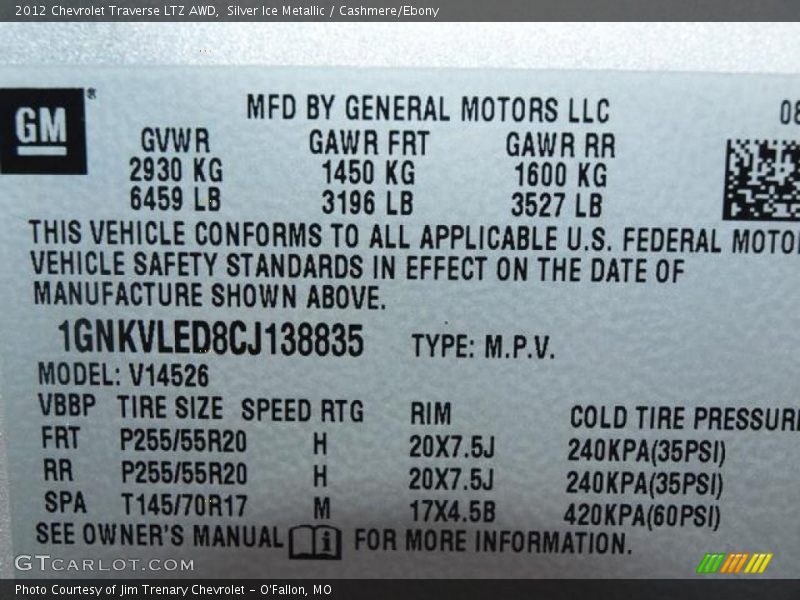 2012 Chevrolet Traverse LTZ AWD, Silver Ice Metallic / Cashmere/Ebony
GM ®
MFD BY GENERAL MOTORS LLC
08
GVWR GAWR FRT GAWR RR
2930 KG 1450 KG 1600 KG
6459 LB 3196 LB 3527 LB
THIS VEHICLE CONFORMS TO ALL APPLICABLE U.S. FEDERAL MOTOR
VEHICLE SAFETY STANDARDS IN EFFECT ON THE DATE OF
MANUFACTURE SHOWN ABOVE.
1GNKVLED8CJ138835 TYPE: M.P.V.
MODEL: V14526
VBBP TIRE SIZE SPEED RTG RIM COLD TIRE PRESSURE
FRT P255/55R20 H 20X7.5J 240KPA(35PSI)
RR P255/55R20 H 20X7.5J 240KPA(35PSI)
SPA T145/70R17 M 17X4.5B 420KPA(60PSI)
SEE OWNER'S MANUAL i FOR MORE INFORMATION.
GTCARLOT.COM
Photo Courtesy of Jim Trenary Chevrolet - O'Fallon, MO